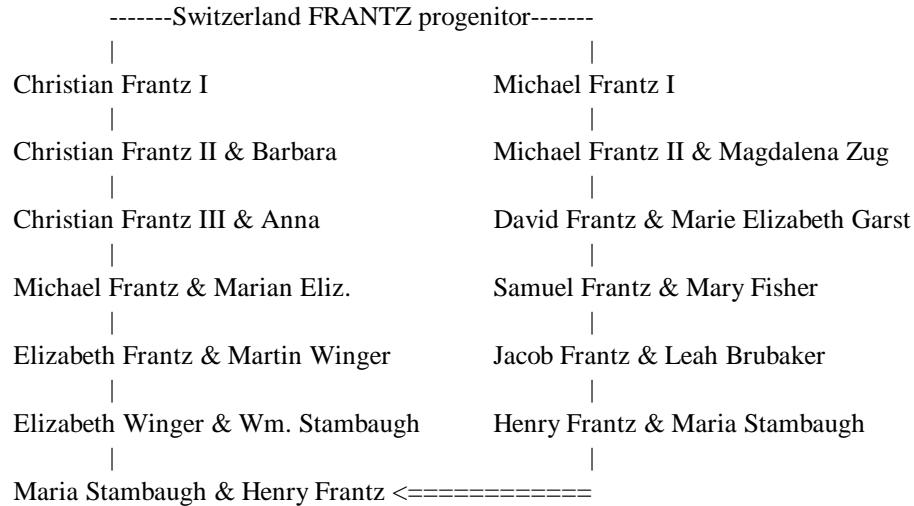 -------Switzerland FRANTZ progenitor-------
| |
Christian Frantz I Michael Frantz I
| |
Christian Frantz II & Barbara Michael Frantz II & Magdalena Zug
| |
Christian Frantz III & Anna David Frantz & Marie Elizabeth Garst
| |
Michael Frantz & Marian Eliz. Samuel Frantz & Mary Fisher
| |
Elizabeth Frantz & Martin Winger Jacob Frantz & Leah Brubaker
| |
Elizabeth Winger & Wm. Stambaugh Henry Frantz & Maria Stambaugh
| |
Maria Stambaugh & Henry Frantz <============